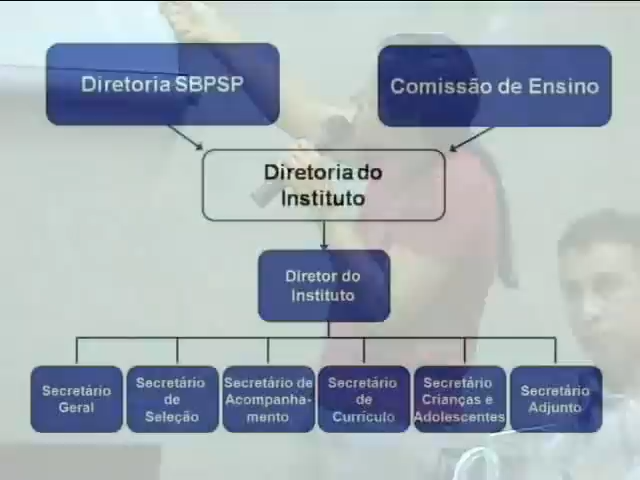 Diretoria SBPSP
Comissão de Ensino
Diretoria do
Instituto
Diretor do
Instituto
Secretário
Geral
Secretário
de
Seleção
Secretário de
Acompanha-
mento
Secretário
de
Currículo
Secretário
Crianças e
Adolescentes
Secretário
Adjunto